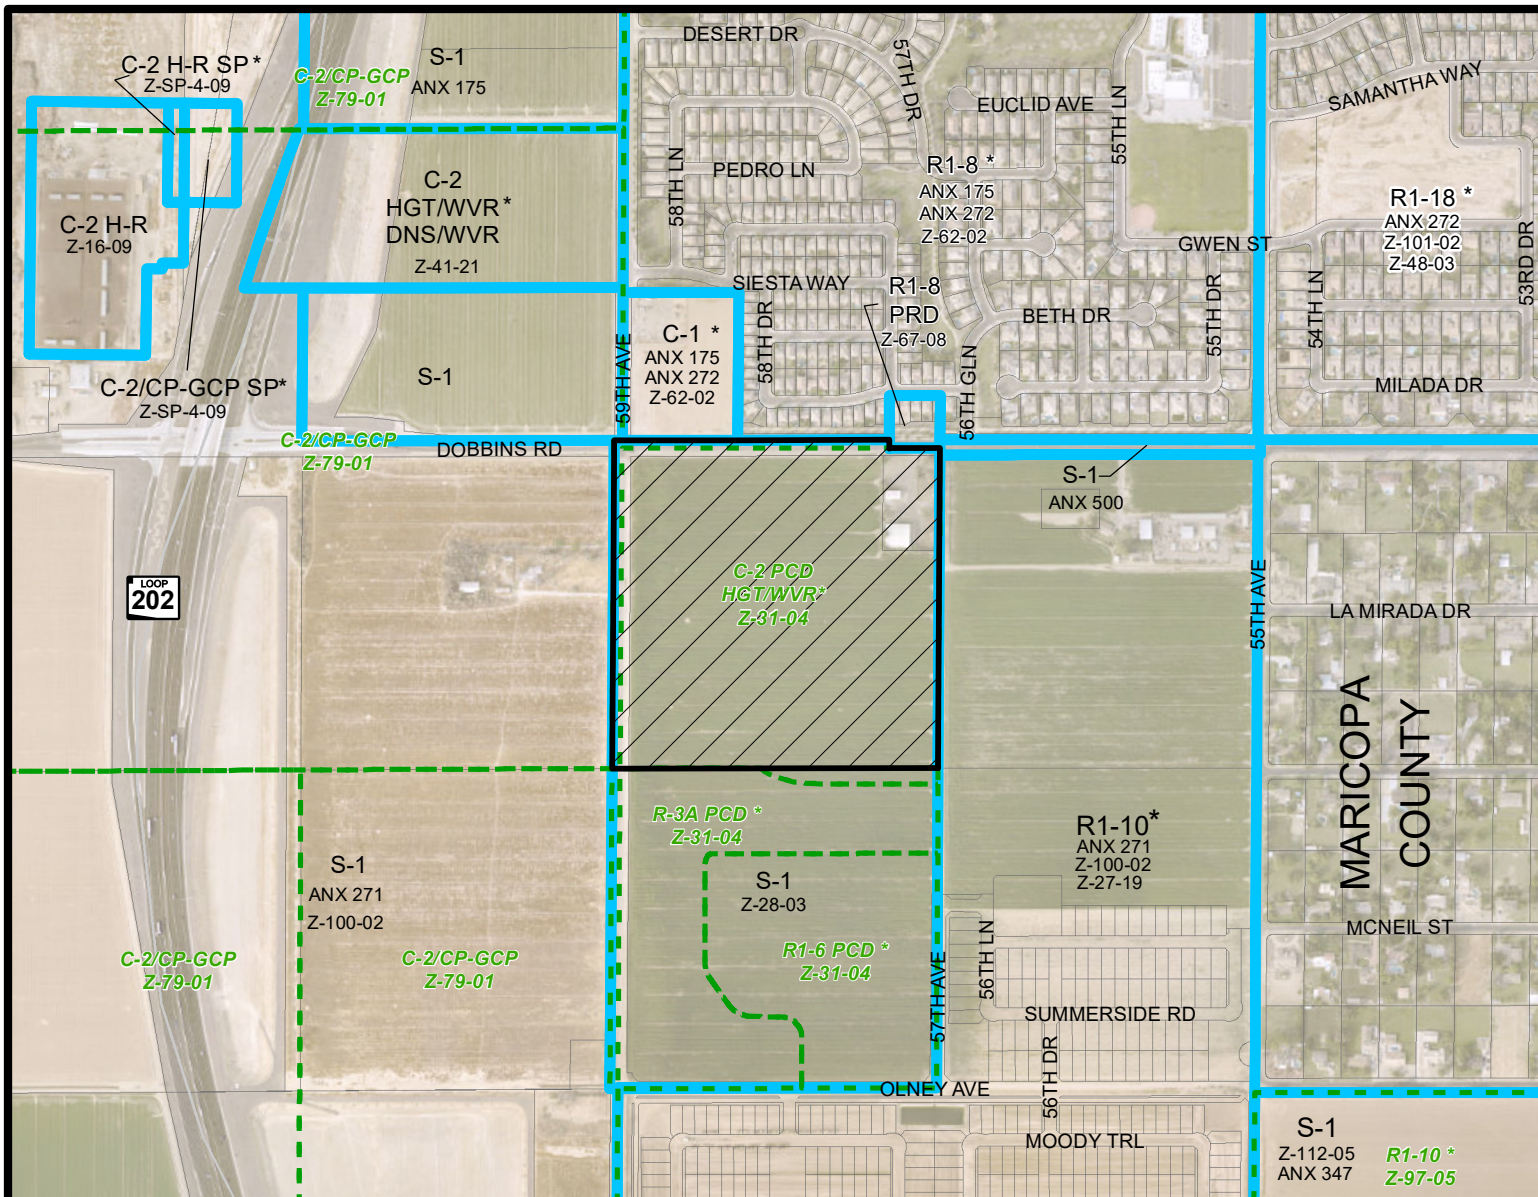 DESERT DR
57TH DR
C-2 H-R SP *
Z-SP-4-09
C-2/CP-GCP
Z-79-01
S-1
ANX 175
EUCLID AVE
55TH LN
SAMANTHA WAY
58TH LN
PEDRO LN
R1-8 *
ANX 175
ANX 272
Z-62-02
C-2
HGT/WVR *
DNS/WVR
Z-41-21
R1-18 *
ANX 272
Z-101-02
Z-48-03
C-2 H-R
Z-16-09
GWEN ST
53RD DR
SIESTA WAY
R1-8
PRD
Z-67-08
BETH DR
55TH DR
54TH LN
58TH DR
C-1 *
ANX 175
ANX 272
Z-62-02
59TH AVE
S-1
C-2/CP-GCP SP*
Z-SP-4-09
56TH GLN
MILADA DR
C-2/CP-GCP
Z-79-01
DOBBINS RD
S-1
ANX 500
LOOP
202
C-2 PCD
HGT/WVR*
Z-31-04
55TH AVE
LA MIRADA DR
MARICOPA
COUNTY
R-3A PCD *
Z-31-04
R1-10*
ANX 271
Z-100-02
Z-27-19
S-1
ANX 271
Z-100-02
S-1
Z-28-03
C-2/CP-GCP
Z-79-01
C-2/CP-GCP
Z-79-01
R1-6 PCD *
Z-31-04
57TH AVE
56TH LN
MCNEIL ST
SUMMERSIDE RD
56TH DR
OLNEY AVE
MOODY TRL
S-1
Z-112-05
ANX 347
R1-10 *
Z-97-05